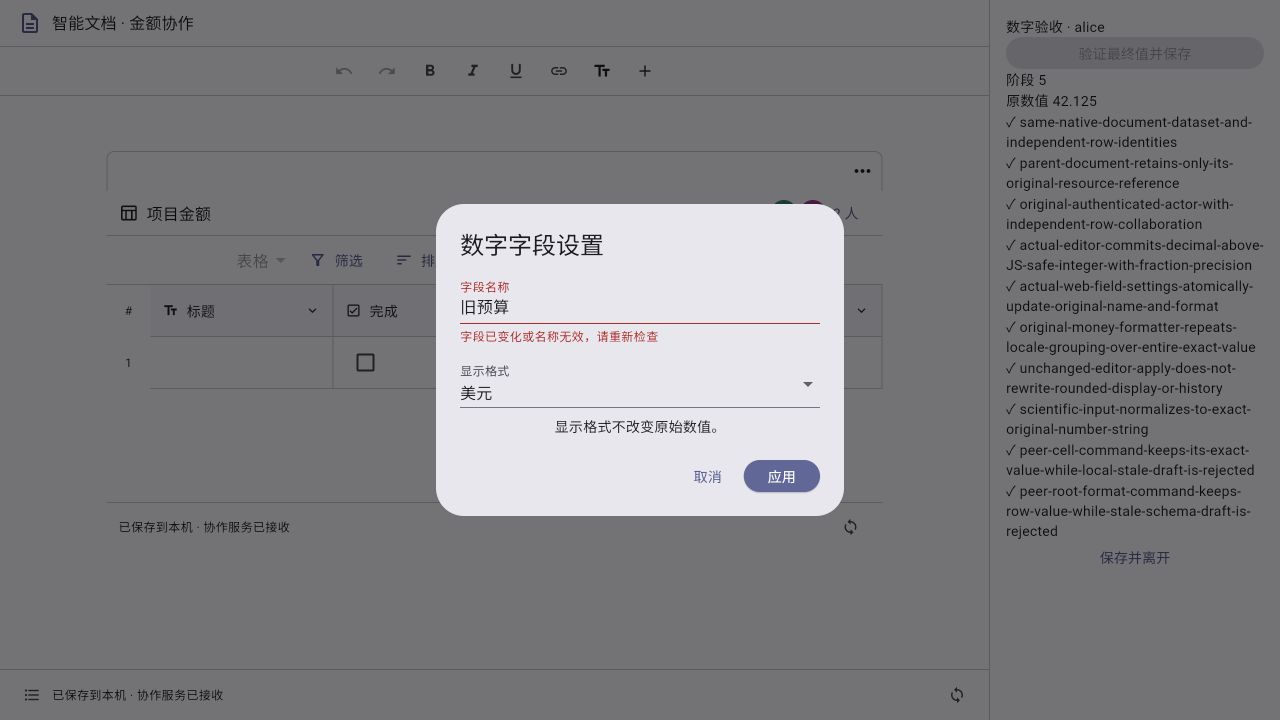 智能文档 · 金额协作
项目金额
人
表格
筛选
排
#
标题
完成
1
已保存到本机 · 协作服务已接收
已保存到本机 · 协作服务已接收
数字字段设置
字段名称
旧预算
字段已变化或名称无效，请重新检查
显示格式
美元
显示格式不改变原始数值。
取消
应用
数字验收 · alice
验证最终值并保存
阶段 5
原数值 42.125
✓ same-native-document-dataset-and-
independent-row-identities
✓ parent-document-retains-only-its-
original-resource-reference
✓ original-authenticated-actor-with-
independent-row-collaboration
✓ actual-editor-commits-decimal-above-
JS-safe-integer-with-fraction-precision
✓ actual-web-field-settings-atomically-
update-original-name-and-format
✓ original-money-formatter-repeats-
locale-grouping-over-entire-exact-value
✓ unchanged-editor-apply-does-not-
rewrite-rounded-display-or-history
✓ scientific-input-normalizes-to-exact-
original-number-string
✓ peer-cell-command-keeps-its-exact-
value-while-local-stale-draft-is-rejected
✓ peer-root-format-command-keeps-
row-value-while-stale-schema-draft-is-
rejected
保存并离开